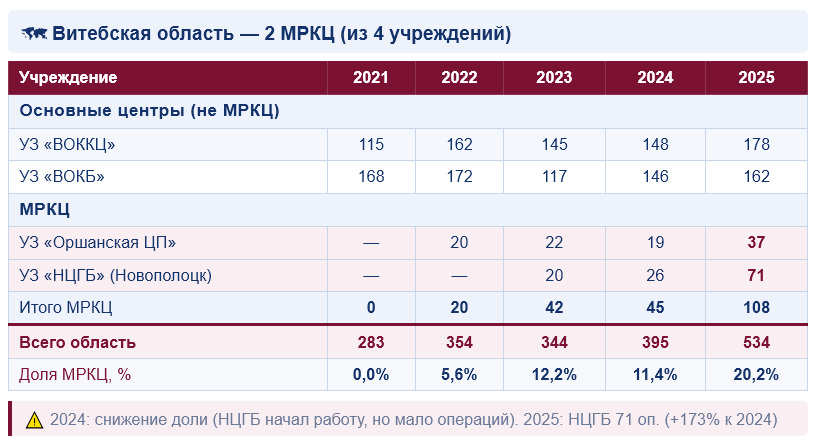 Витебская область — 2 МРКЦ (из 4 учреждений)
Учреждение 2021 2022 2023 2024 2025
Основные центры (не МРКЦ)
УЗ «ВОККЦ» 115 162 145 148 178
УЗ «ВОКБ» 168 172 117 146 162
МРКЦ
УЗ «Оршанская ЦП» — 20 22 19 37
УЗ «НЦГБ» (Новополоцк) — — 20 26 71
Итого МРКЦ 0 20 42 45 108
Всего область 283 354 344 395 534
Доля МРКЦ, % 0,0% 5,6% 12,2% 11,4% 20,2%
2024: снижение доли (НЦГБ начал работу, но мало операций). 2025: НЦГБ 71 оп. (+173% к 2024)